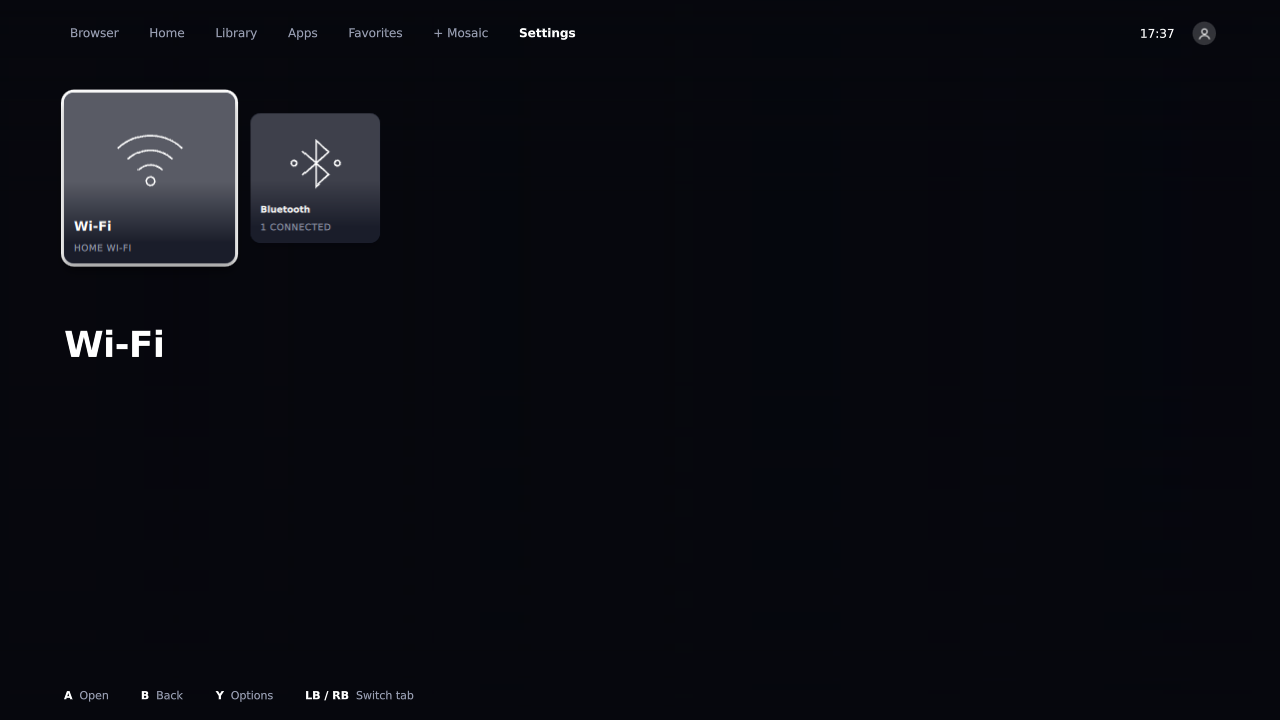 Browser Home Library Apps Favorites + Mosaic Settings 17:37
Wi-Fi
HOME WI-FI
Bluetooth
1 CONNECTED
Wi-Fi
A Open B Back Y Options LB / RB Switch tab